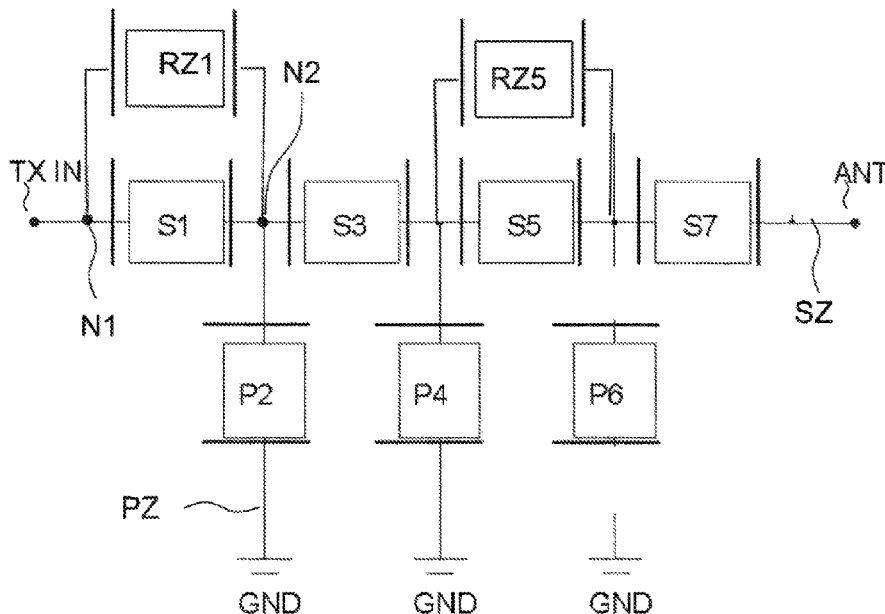 RZ1
N2
RZ5
TX IN
ANT
S1
S3
S5
S7
N1
SZ
P2
P4
P6
PZ
GND
GND
GND